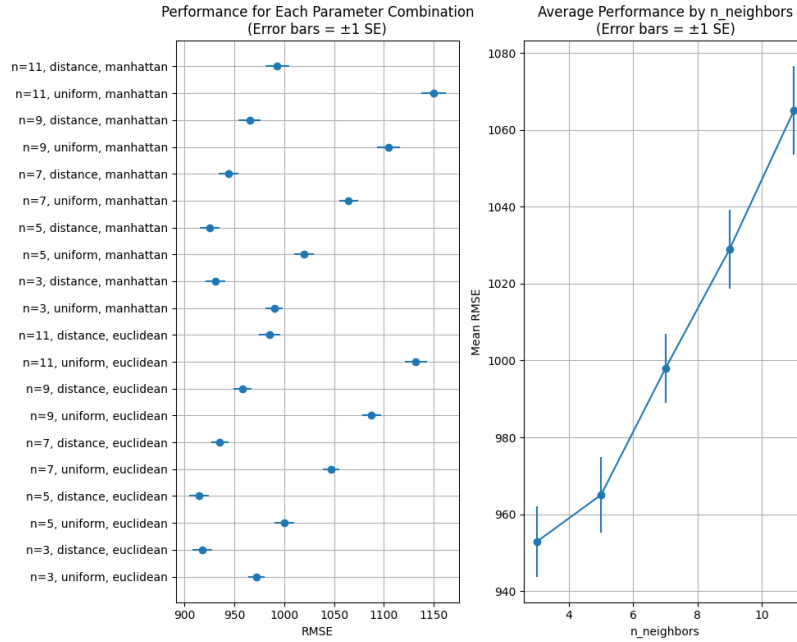 Performance for Each Parameter Combination
(Error bars = ±1 SE)
n=11, distance, manhattan
n=11, uniform, manhattan
n=9, distance, manhattan
n=9, uniform, manhattan
n=7, distance, manhattan
n=7, uniform, manhattan
n=5, distance, manhattan
n=5, uniform, manhattan
n=3, distance, manhattan
n=3, uniform, manhattan
n=11, distance, euclidean
n=11, uniform, euclidean
n=9, distance, euclidean
n=9, uniform, euclidean
n=7, distance, euclidean
n=7, uniform, euclidean
n=5, distance, euclidean
n=5, uniform, euclidean
n=3, distance, euclidean
n=3, uniform, euclidean
900 950 1000 1050 1100 1150
RMSE
Average Performance by n_neighbors
(Error bars = ±1 SE)
Mean RMSE
1080
1060
1040
1020
1000
980
960
940
4 6 8 10
n_neighbors